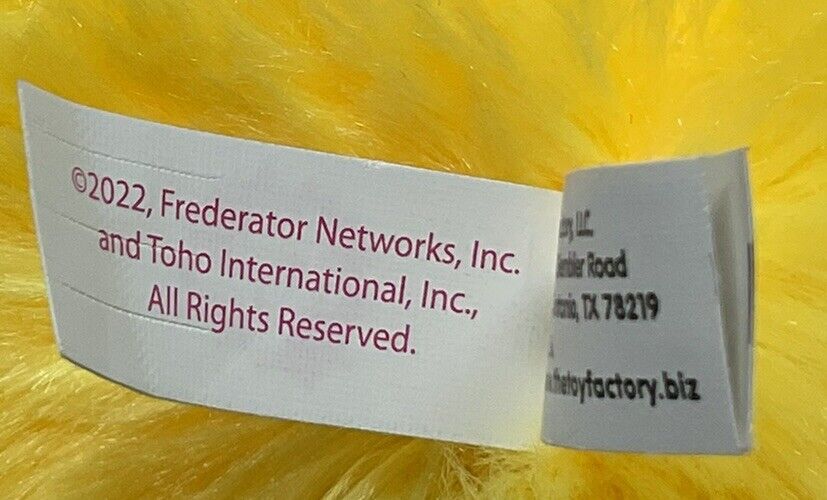 ©2022, Frederator Networks, Inc.
and Toho International, Inc.,
All Rights Reserved.
LLC
Road
TX 78219
thetoyfactory.biz